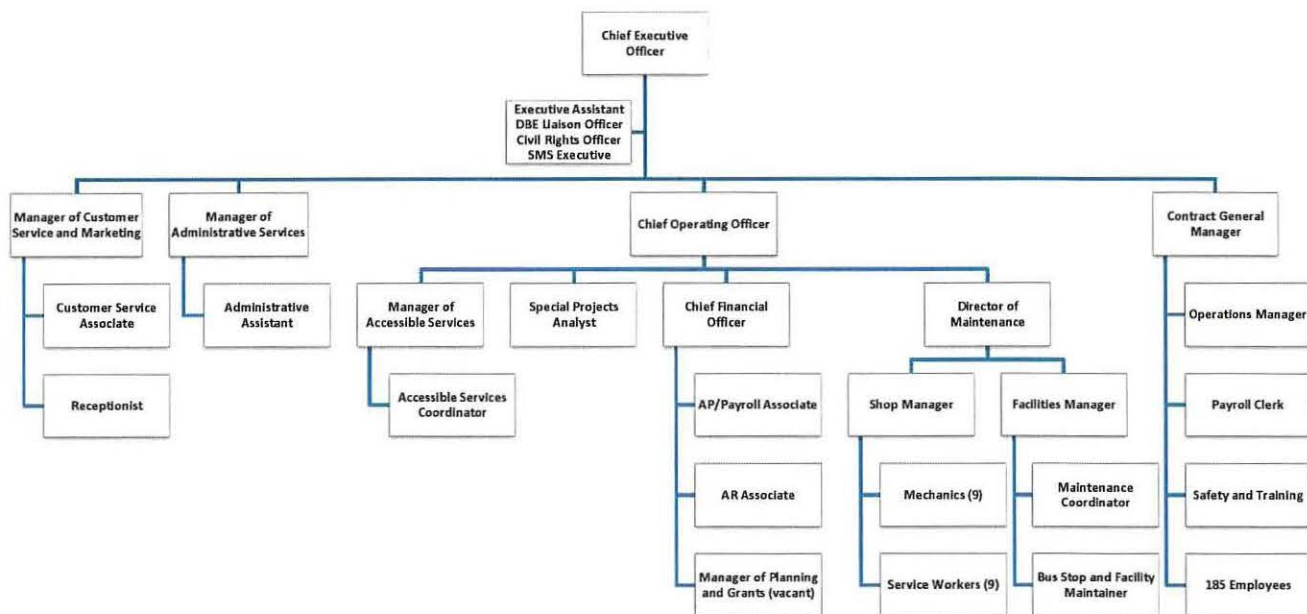 Chief Executive
Officer
Executive Assistant
DBE Liaison Officer
Civil Rights Officer
SMS Executive
Manager of Customer
Service and Marketing
Manager of
Administrative Services
Chief Operating Officer
Contract General
Manager
Customer Service
Associate
Administrative
Assistant
Manager of
Accessible Services
Special Projects
Analyst
Chief Financial
Officer
Director of
Maintenance
Operations Manager
Receptionist
Accessible Services
Coordinator
AP/Payroll Associate
Shop Manager
Facilities Manager
Payroll Clerk
AR Associate
Mechanics (9)
Maintenance
Coordinator
Safety and Training
Manager of Planning
and Grants (vacant)
Service Workers (9)
Bus Stop and Facility
Maintainer
185 Employees